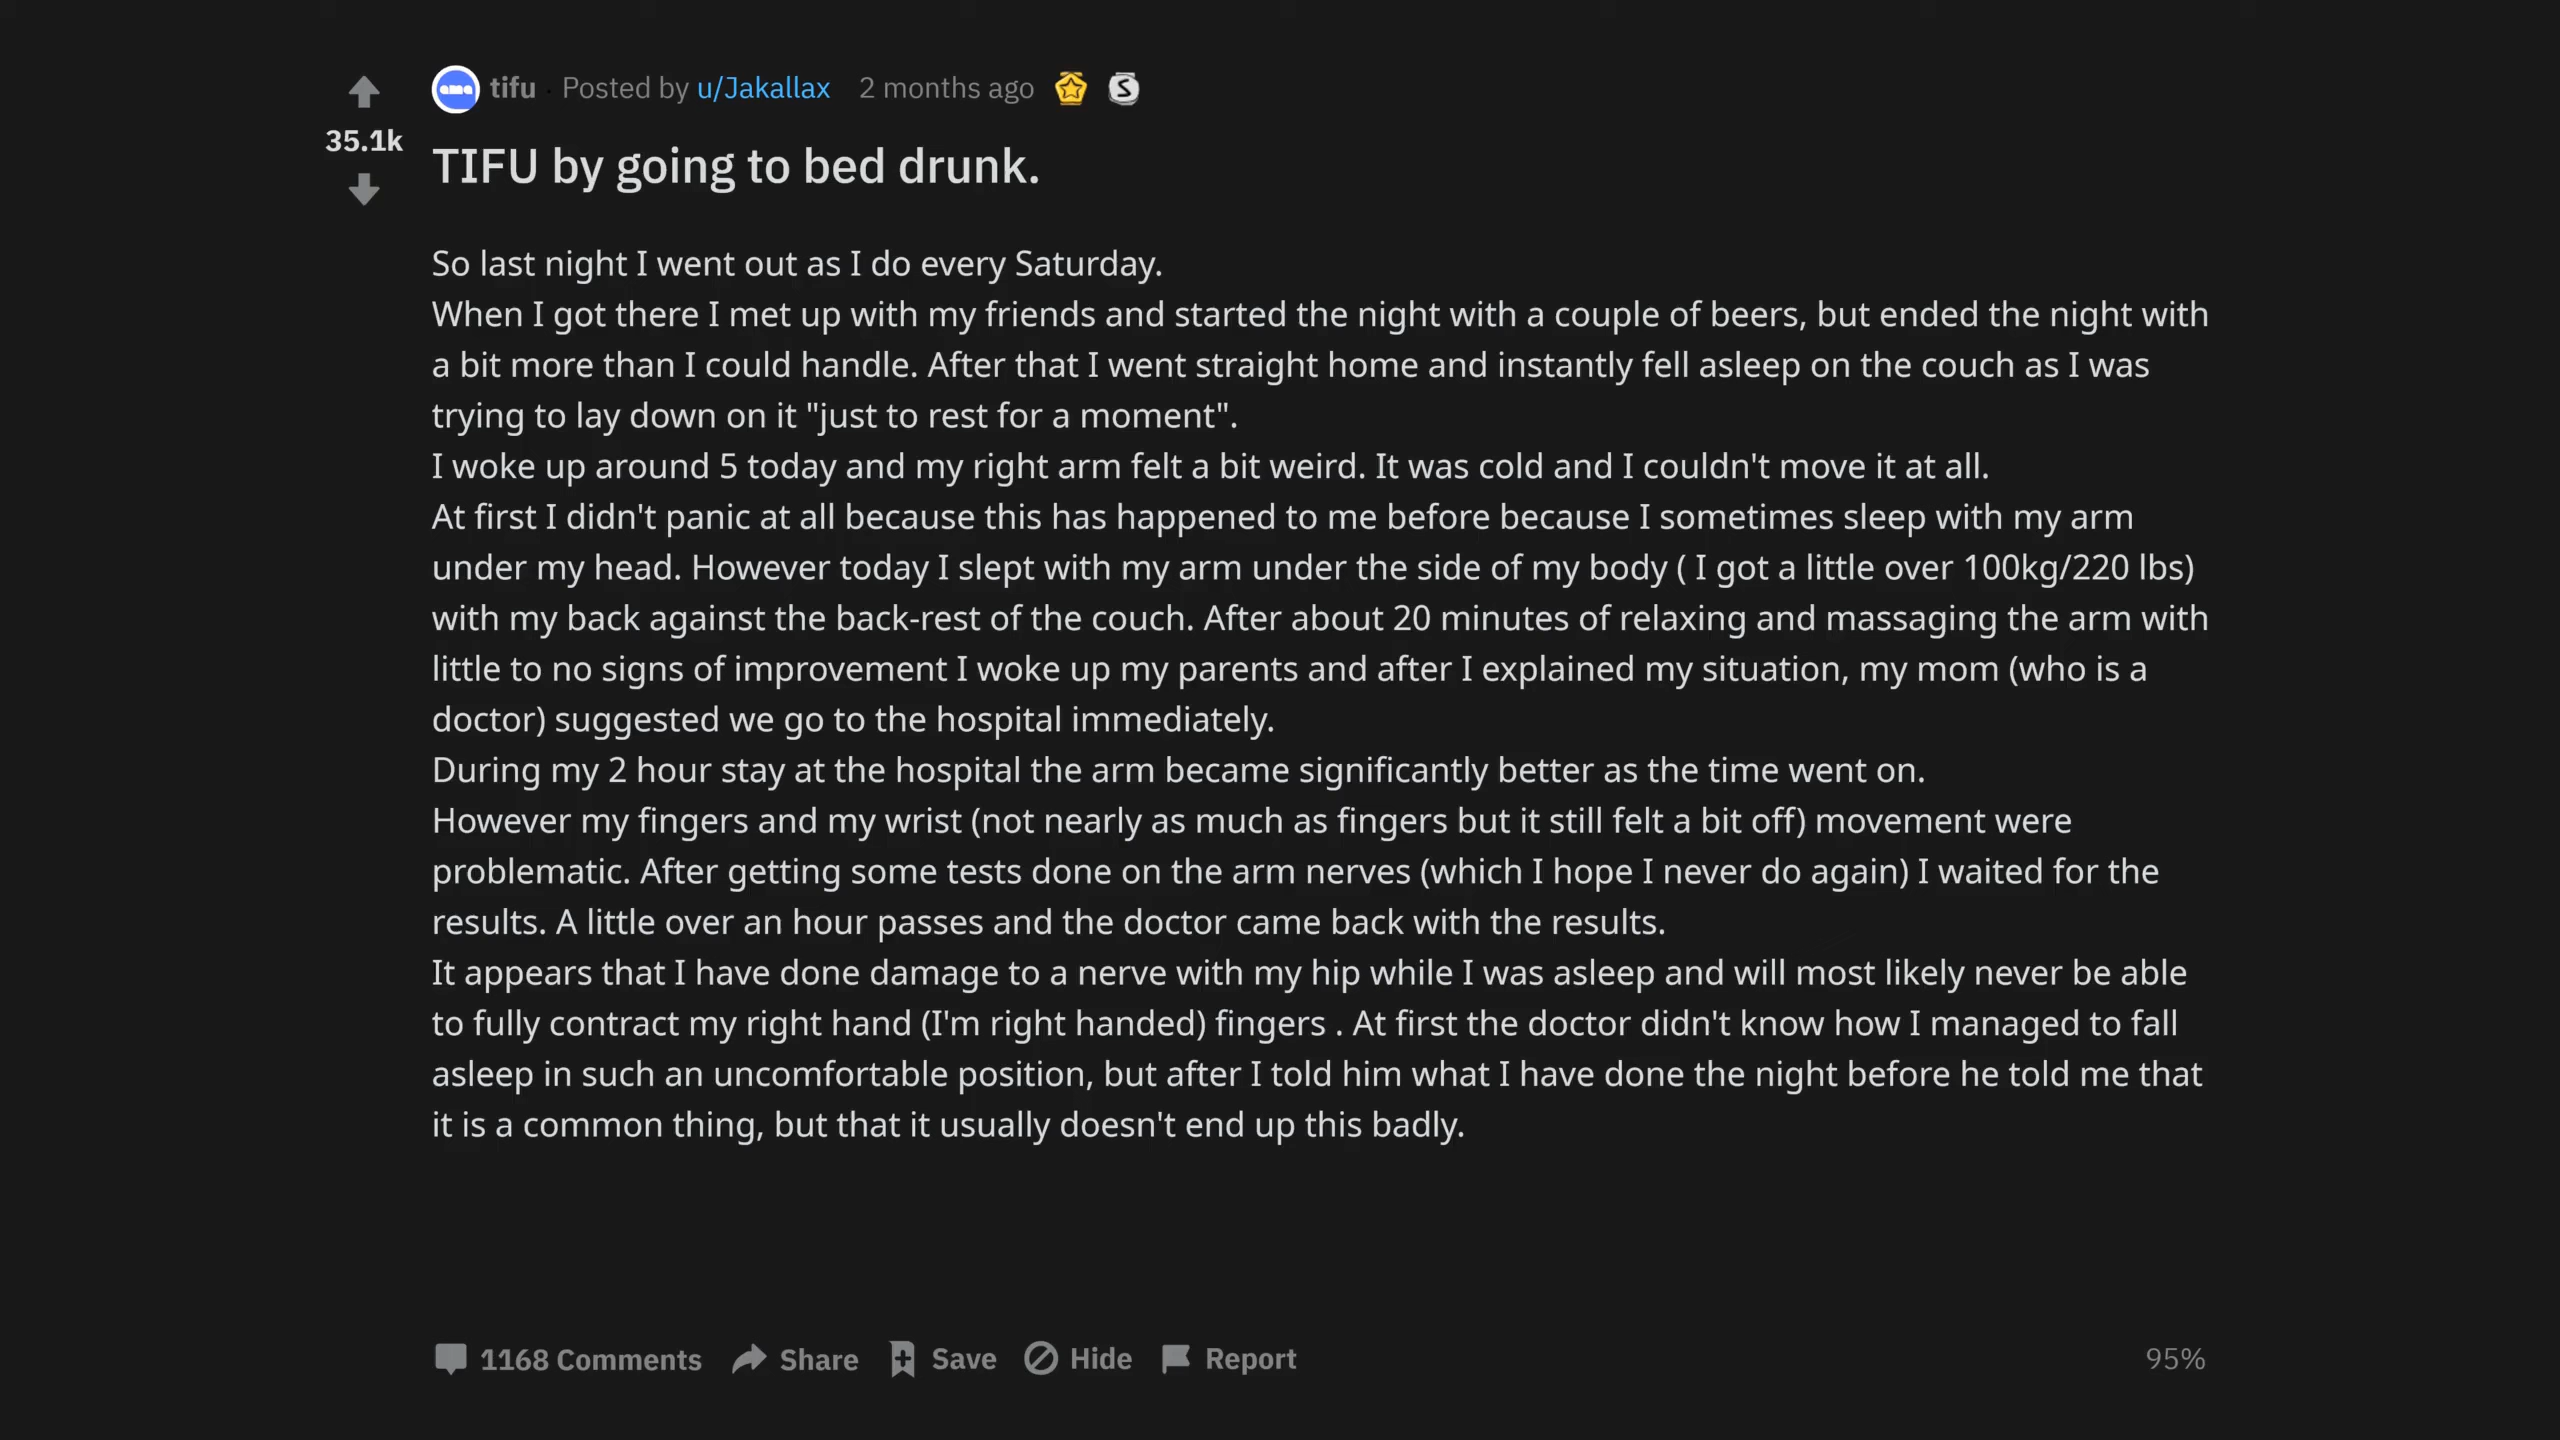 tifu · Posted by u/Jakallax 2 months ago
35.1k
TIFU by going to bed drunk.
So last night I went out as I do every Saturday.
When I got there I met up with my friends and started the night with a couple of beers, but ended the night with
a bit more than I could handle. After that I went straight home and instantly fell asleep on the couch as I was
trying to lay down on it "just to rest for a moment".
I woke up around 5 today and my right arm felt a bit weird. It was cold and I couldn't move it at all.
At first I didn't panic at all because this has happened to me before because I sometimes sleep with my arm
under my head. However today I slept with my arm under the side of my body ( I got a little over 100kg/220 lbs)
with my back against the back-rest of the couch. After about 20 minutes of relaxing and massaging the arm with
little to no signs of improvement I woke up my parents and after I explained my situation, my mom (who is a
doctor) suggested we go to the hospital immediately.
During my 2 hour stay at the hospital the arm became significantly better as the time went on.
However my fingers and my wrist (not nearly as much as fingers but it still felt a bit off) movement were
problematic. After getting some tests done on the arm nerves (which I hope I never do again) I waited for the
results. A little over an hour passes and the doctor came back with the results.
It appears that I have done damage to a nerve with my hip while I was asleep and will most likely never be able
to fully contract my right hand (I'm right handed) fingers . At first the doctor didn't know how I managed to fall
asleep in such an uncomfortable position, but after I told him what I have done the night before he told me that
it is a common thing, but that it usually doesn't end up this badly.
1168 Comments Share Save Hide Report 95%